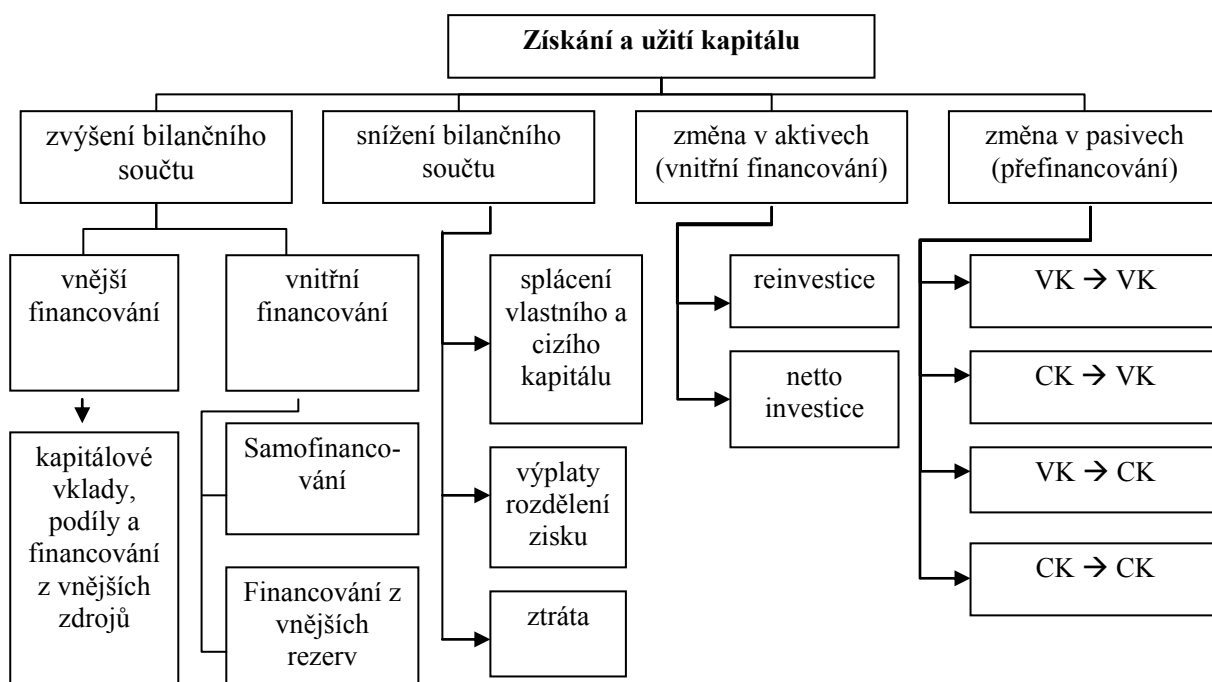 Získání a užití kapitálu
zvýšení bilančního
součtu
snížení bilančního
součtu
změna v aktivech
(vnitřní financování)
změna v pasivech
(přefinancování)
vnější
financování
vnitřní
financování
kapitálové
vklady,
podíly a
financování
z vnějších
zdrojů
Samofinanco-
vání
Financování z
vnějších
rezerv
splácení
vlastního a
cizího
kapitálu
výplaty
rozdělení
zisku
ztráta
reinvestice
netto
investice
VK → VK
CK → VK
VK → CK
CK → CK